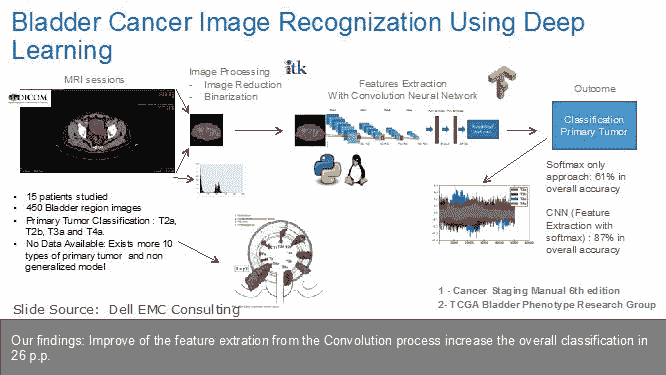 Bladder Cancer Image Recognization Using Deep
Learning
MRI sessions
DICOM
Image Processing
- Image Reduction
- Binarization
itk
Features Extraction
With Convolution Neural Network
Outcome
Classification
Primary Tumor
• 15 patients studied
• 450 Bladder region images
• Primary Tumor Classification : T2a,
T2b, T3a and T4a.
• No Data Available: Exists more 10
types of primary tumor and non
generalized model .
Softmax only
approach: 61% in
overall accuracy
CNN (Feature
Extraction with
softmax) : 87% in
overall accuracy
1 - Cancer Staging Manual 6th edition
2- TCGA Bladder Phenotype Research Group
Slide Source: Dell EMC Consulting
Our findings: Improve of the feature extration from the Convolution process increase the overall classification in
26 p.p.